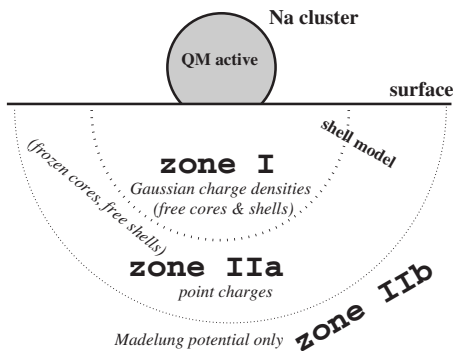 Na cluster
QM active
surface
shell model
zone I
Gaussian charge densities
(free cores & shells)
(frozen cores, free shells)
zone IIa
point charges
zone IIb
Madelung potential only